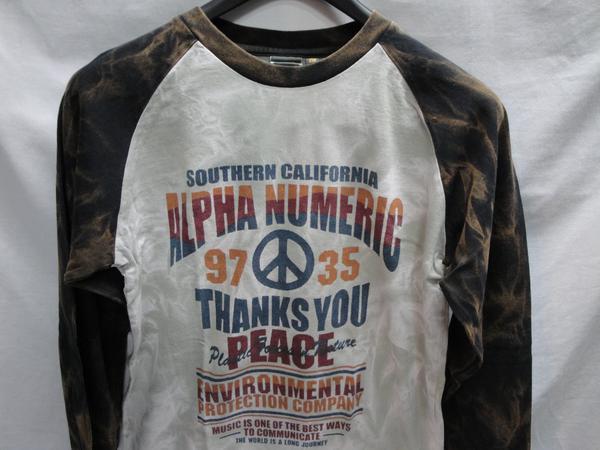 SOUTHERN CALIFORNIA
ALPHA NUMERIC
97 35
THANKS YOU
PEACE
ENVIRONMENTAL
PROTECTION COMPANY
MUSIC IS ONE OF THE BEST WAYS
TO COMMUNICATE
THE WORLD IS A LONG JOURNEY